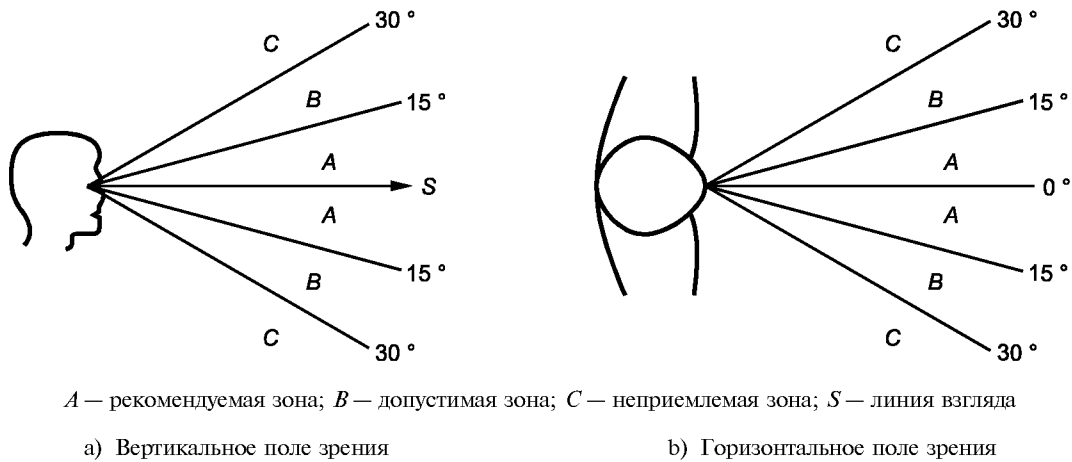 30 °
C
B
15 °
A
S
A
15 °
B
C
30 °
30 °
C
B
15 °
A
0 °
A
15 °
B
C
30 °
A — рекомендуемая зона; B — допустимая зона; C — неприемлемая зона; S — линия взгляда
a) Вертикальное поле зрения
b) Горизонтальное поле зрения